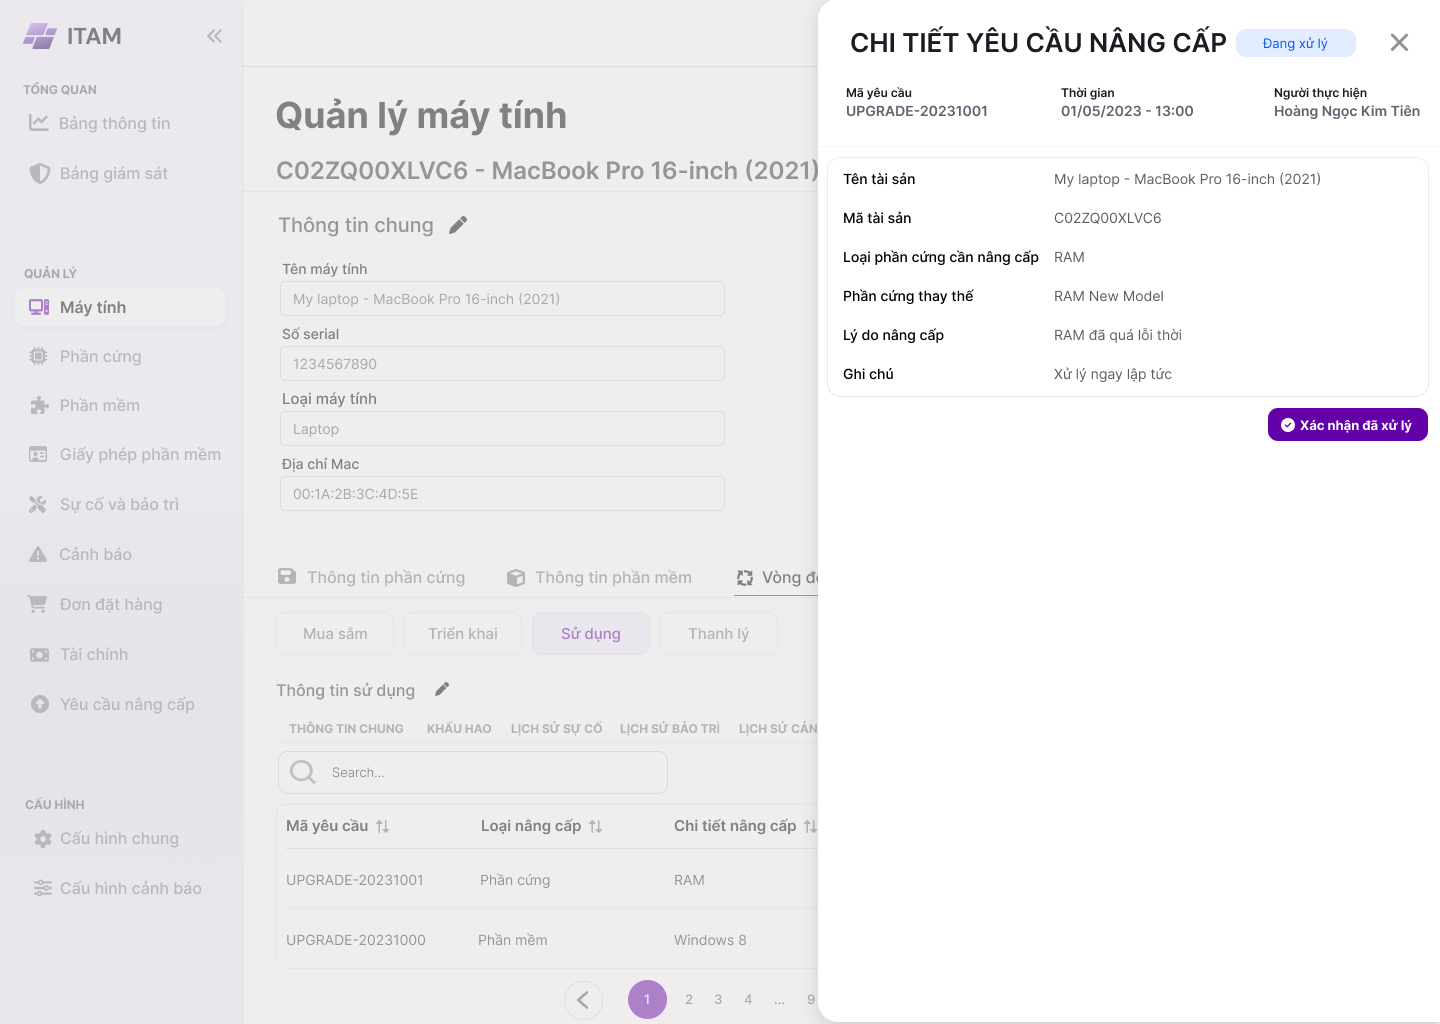 ITAM
TỔNG QUAN
Bảng thông tin
Bảng giám sát
QUẢN LÝ
Máy tính
Phần cứng
Phần mềm
Giấy phép phần mềm
Sự cố và bảo trì
Cảnh báo
Đơn đặt hàng
Tài chính
Yêu cầu nâng cấp
CẤU HÌNH
Cấu hình chung
Cấu hình cảnh báo
Quản lý máy tính
C02ZQ00XLVC6 - MacBook Pro 16-inch (2021)
Thông tin chung
Tên máy tính
My laptop - MacBook Pro 16-inch (2021)
Số serial
1234567890
Loại máy tính
Laptop
Địa chỉ Mac
00:1A:2B:3C:4D:5E
Thông tin phần cứng Thông tin phần mềm Vòng
Mua sắm Triển khai Sử dụng Thanh lý
Thông tin sử dụng
THÔNG TIN CHUNG KHẤU HAO LỊCH SỬ SỰ CỐ LỊCH SỬ BẢO TRÌ LỊCH SỬ
Search...
Mã yêu cầu Loại nâng cấp Chi tiết nâng cấp
UPGRADE-20231001 Phần cứng RAM
UPGRADE-20231000 Phần mềm Windows 8
1 2 3 4 ... 9
CHI TIẾT YÊU CẦU NÂNG CẤP Đang xử lý
Mã yêu cầu Thời gian Người thực hiện
UPGRADE-20231001 01/05/2023 - 13:00 Hoàng Ngọc Kim Tiên
Tên tài sản My laptop - MacBook Pro 16-inch (2021)
Mã tài sản C02ZQ00XLVC6
Loại phần cứng cần nâng cấp RAM
Phần cứng thay thế RAM New Model
Lý do nâng cấp RAM đã quá lỗi thời
Ghi chú Xử lý ngay lập tức
Xác nhận đã xử lý